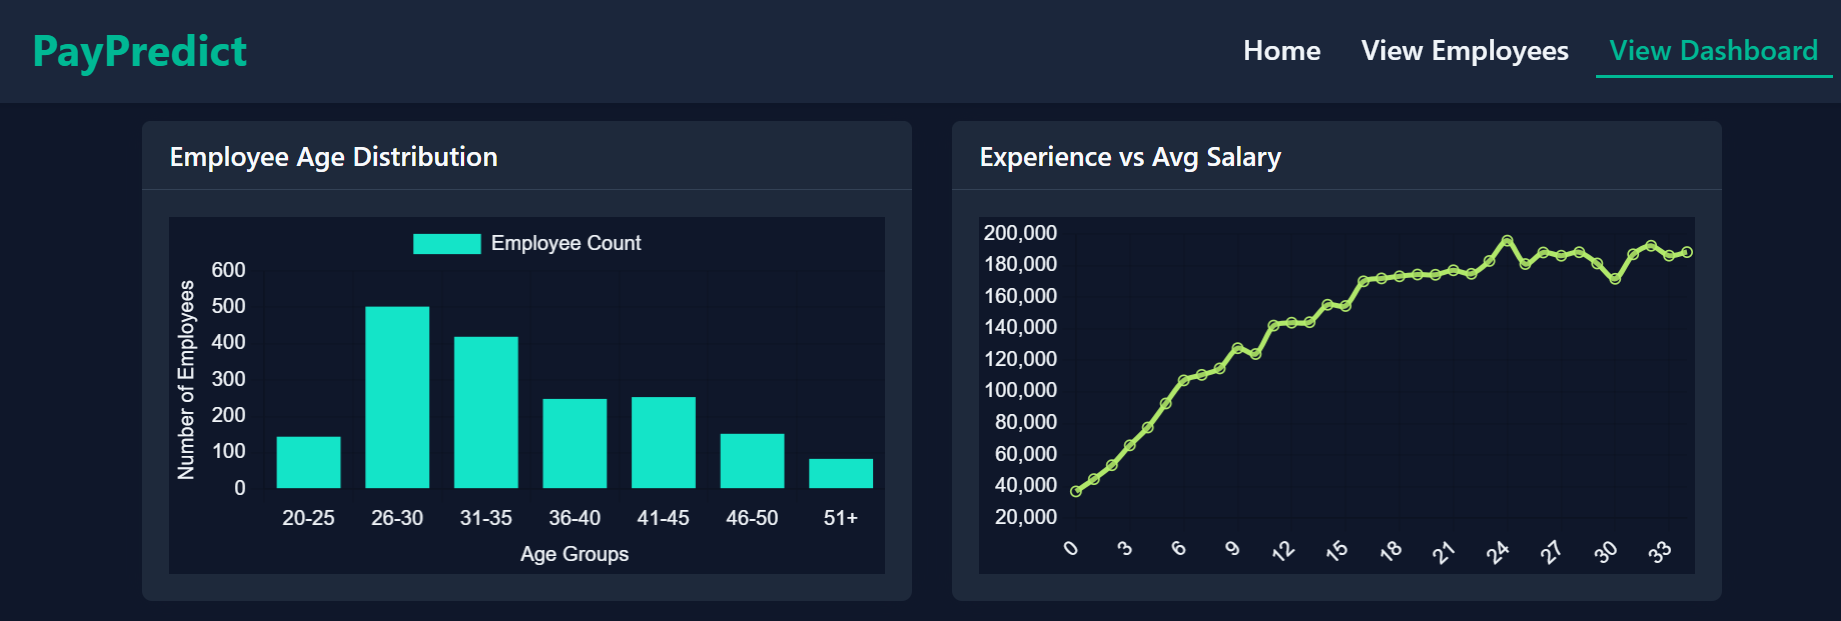 PayPredict
Home View Employees View Dashboard
Employee Age Distribution
Employee Count
Number of Employees
600
500
400
300
200
100
0
20-25 26-30 31-35 36-40 41-45 46-50 51+
Age Groups
Experience vs Avg Salary
200,000
180,000
160,000
140,000
120,000
100,000
80,000
60,000
40,000
20,000
0 3 6 9 12 15 18 21 24 27 30 33